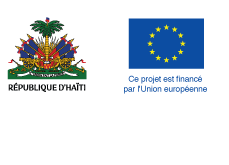 RÉPUBLIQUE D'HAÏTI
Ce projet est financé
par l'Union européenne